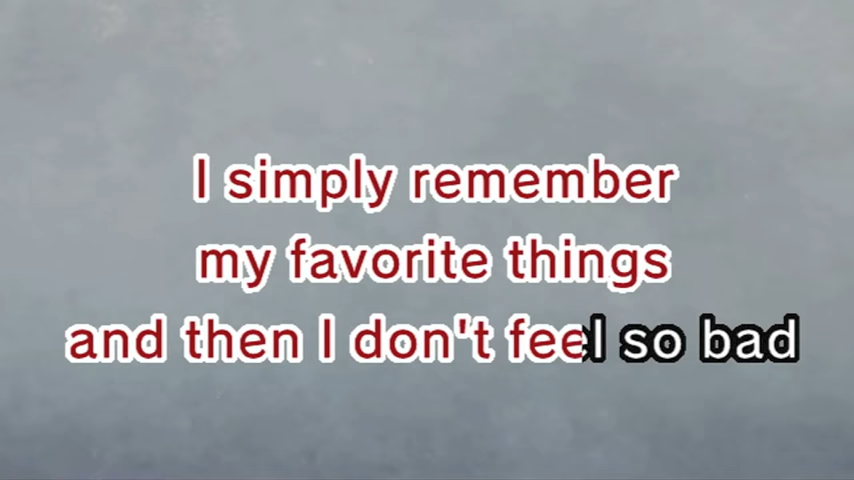 I simply remember
my favorite things
and then I don't feel so bad